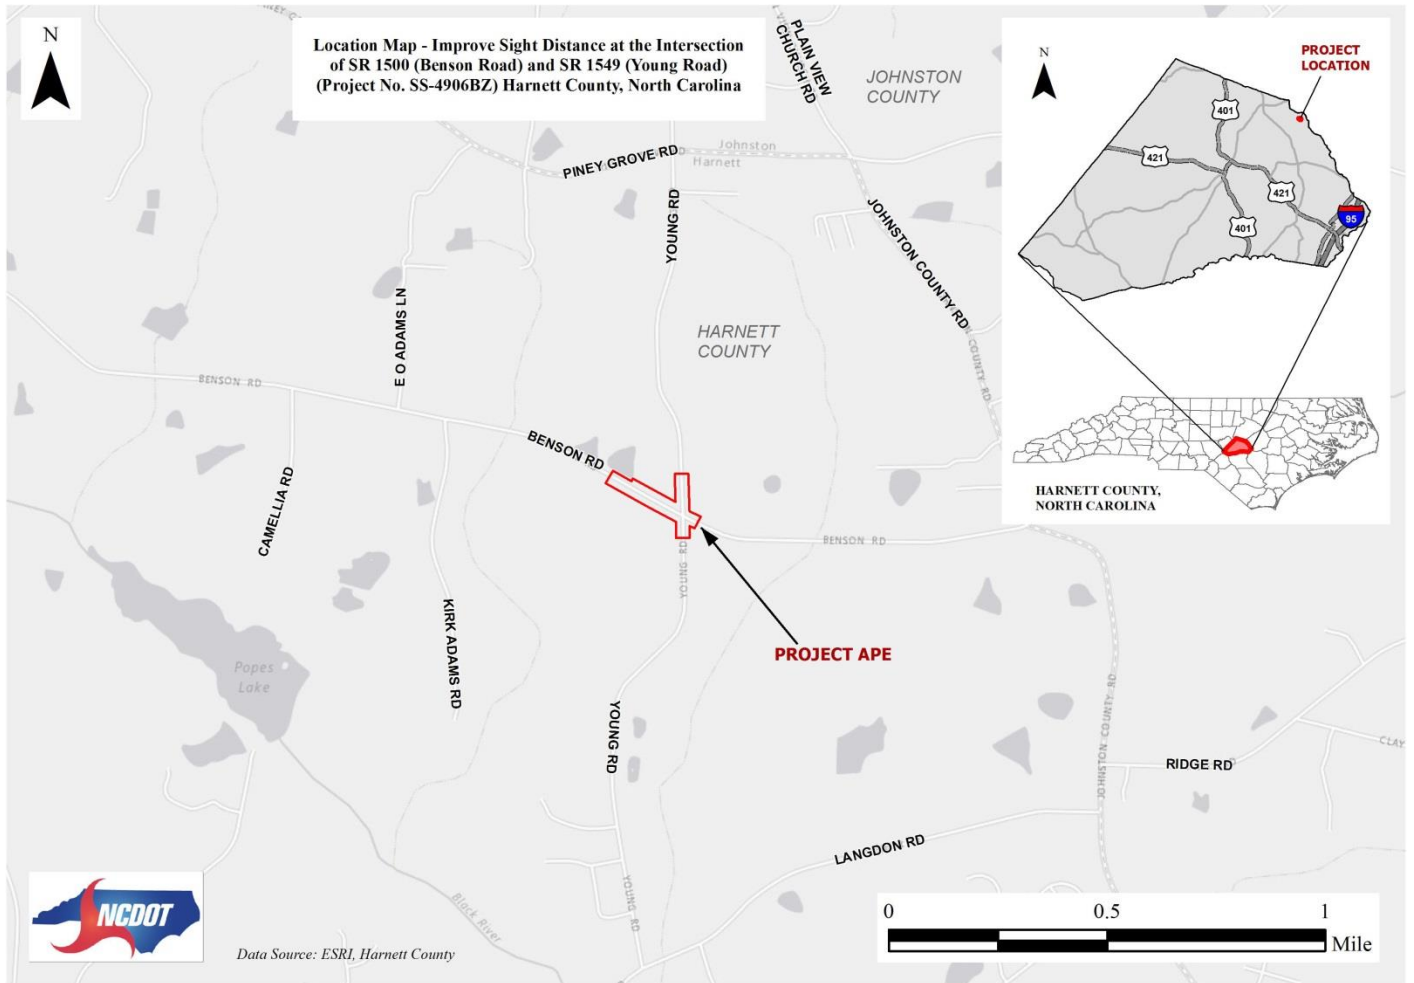 N
Location Map - Improve Sight Distance at the Intersection
of SR 1500 (Benson Road) and SR 1549 (Young Road)
(Project No. SS-4906BZ) Harnett County, North Carolina
PLAIN VIEW
CHURCH RD
JOHNSTON
COUNTY
N
PROJECT
LOCATION
401
421
421
401
95
PINEY GROVE RD
Johnston
Harnett
YOUNG RD
JOHNSTON COUNTY RD
E O ADAMS LN
HARNETT
COUNTY
BENSON RD
BENSON RD
CAMELLIA RD
KIRK ADAMS RD
YOUNG RD
BENSON RD
HARNETT COUNTY,
NORTH CAROLINA
PROJECT APE
Popes
Lake
YOUNG RD
JOHNSTON COUNTY RD
RIDGE RD
CLAY
LANGDON RD
YOUNG RD
Black River
NCDOT
Data Source: ESRI, Harnett County
0 0.5 1
Mile